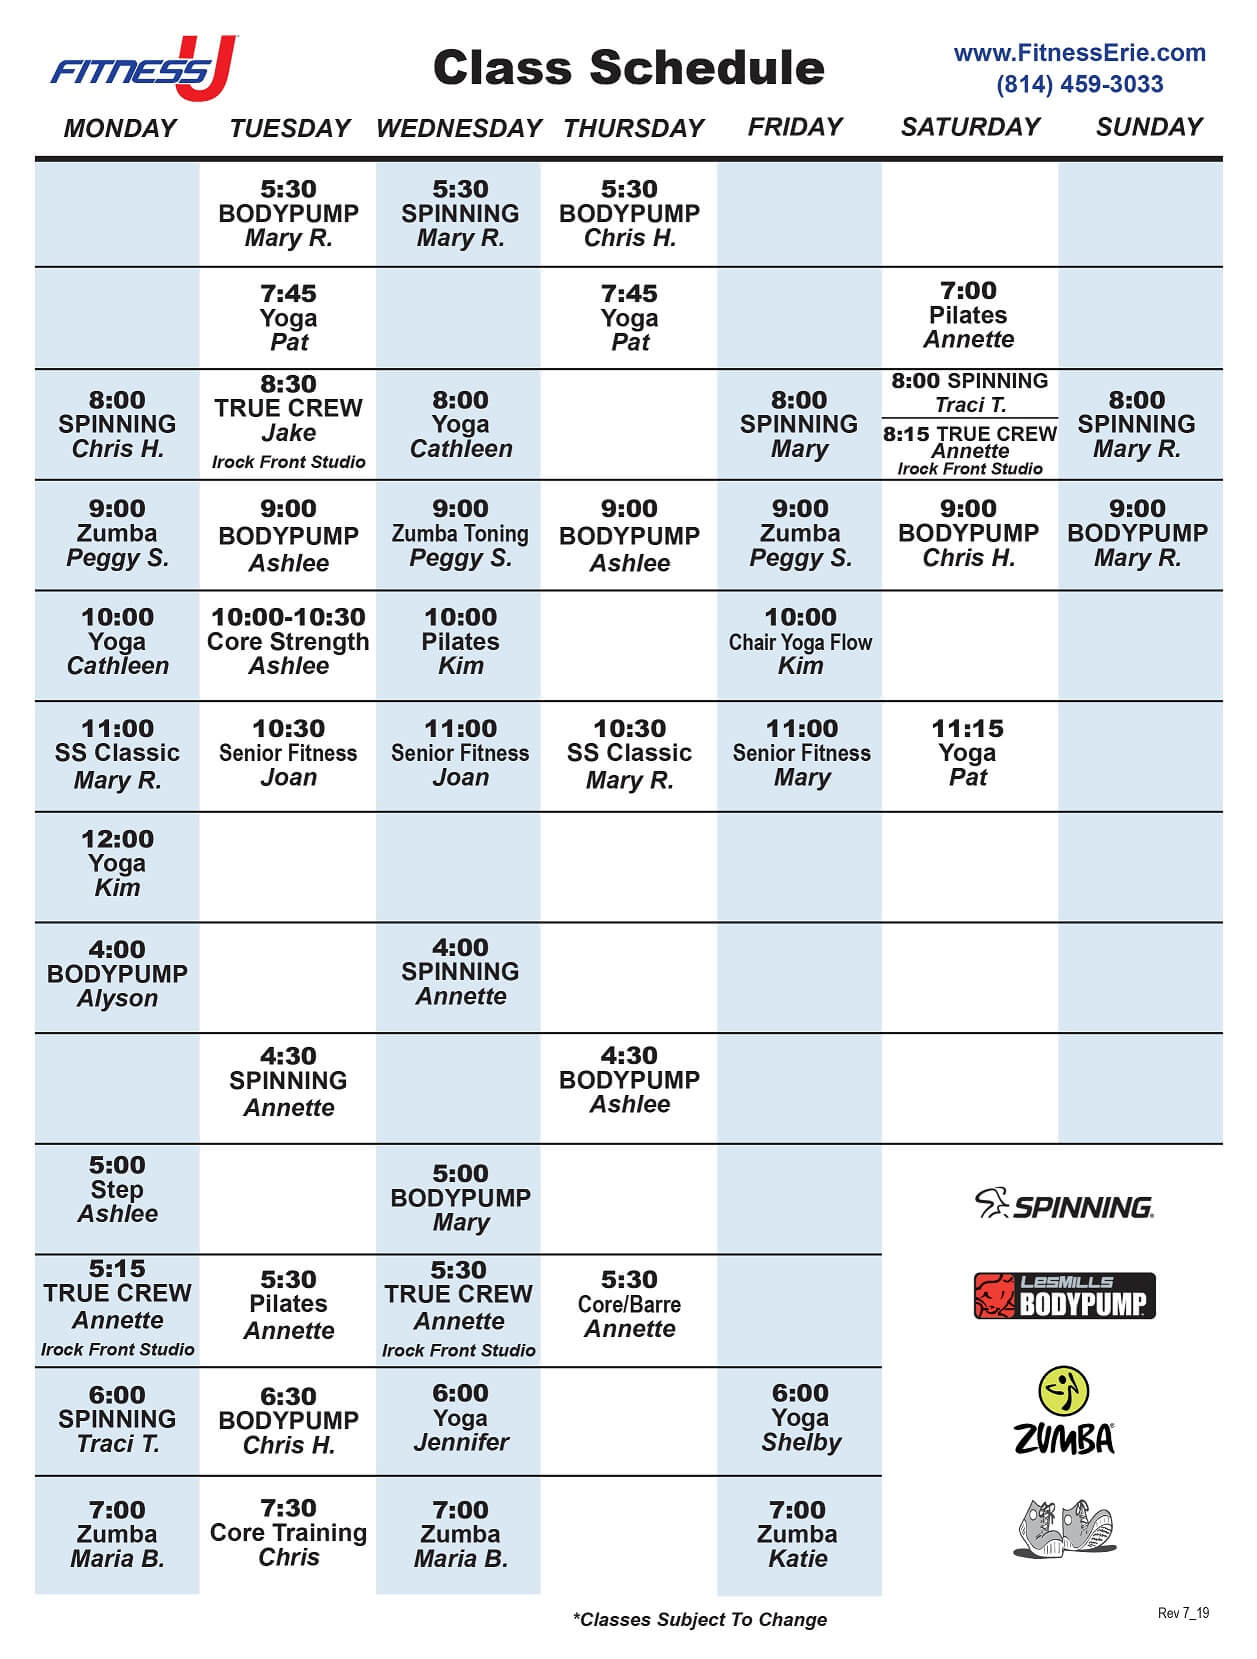 FITNESS U
Class Schedule
www.FitnessErie.com
(814) 459-3033
MONDAY TUESDAY WEDNESDAY THURSDAY FRIDAY SATURDAY SUNDAY
5:30
BODYPUMP
Mary R.
5:30
SPINNING
Mary R.
5:30
BODYPUMP
Chris H.
7:45
Yoga
Pat
7:45
Yoga
Pat
7:00
Pilates
Annette
8:00
SPINNING
Chris H.
8:30
TRUE CREW
Jake
Irock Front Studio
8:00
Yoga
Cathleen
8:00
SPINNING
Mary
8:00 SPINNING
Traci T.
8:15 TRUE CREW
Annette
Irock Front Studio
8:00
SPINNING
Mary R.
9:00
Zumba
Peggy S.
9:00
BODYPUMP
Ashlee
9:00
Zumba Toning
Peggy S.
9:00
BODYPUMP
Ashlee
9:00
Zumba
Peggy S.
9:00
BODYPUMP
Chris H.
9:00
BODYPUMP
Mary R.
10:00
Yoga
Cathleen
10:00-10:30
Core Strength
Ashlee
10:00
Pilates
Kim
10:00
Chair Yoga Flow
Kim
11:00
SS Classic
Mary R.
10:30
Senior Fitness
Joan
11:00
Senior Fitness
Joan
10:30
SS Classic
Mary R.
11:00
Senior Fitness
Mary
11:15
Yoga
Pat
12:00
Yoga
Kim
4:00
BODYPUMP
Alyson
4:00
SPINNING
Annette
4:30
SPINNING
Annette
4:30
BODYPUMP
Ashlee
5:00
Step
Ashlee
5:00
BODYPUMP
Mary
SPINNING®
5:15
TRUE CREW
Annette
Irock Front Studio
5:30
Pilates
Annette
5:30
TRUE CREW
Annette
Irock Front Studio
5:30
Core/Barre
Annette
LESMILLS
BODYPUMP
6:00
SPINNING
Traci T.
6:30
BODYPUMP
Chris H.
6:00
Yoga
Jennifer
6:00
Yoga
Shelby
ZUMBA®
7:00
Zumba
Maria B.
7:30
Core Training
Chris
7:00
Zumba
Maria B.
7:00
Zumba
Katie
*Classes Subject To Change
Rev 7_19